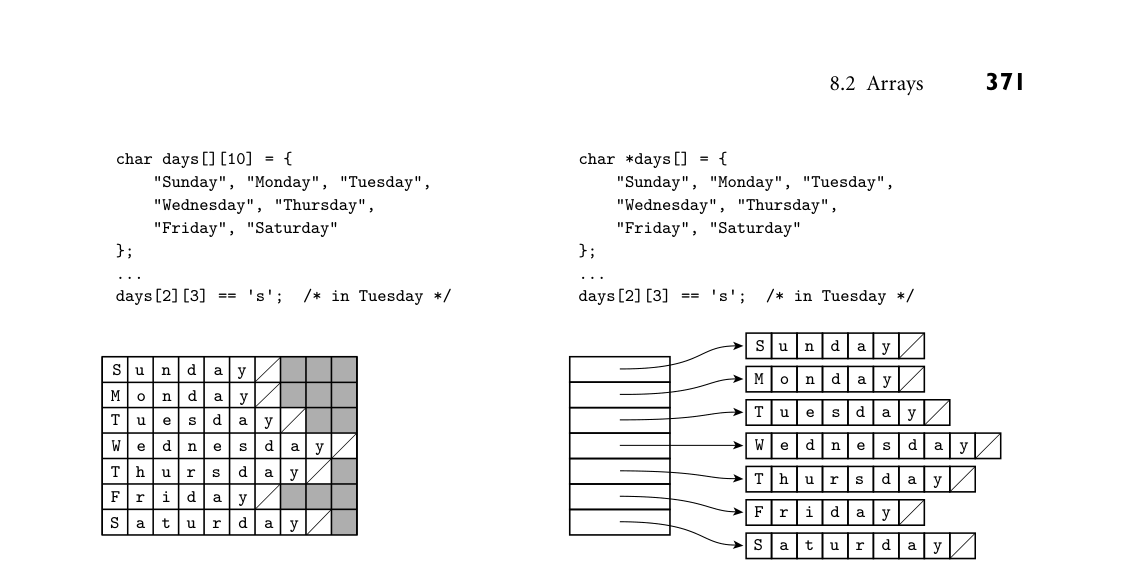 8.2 Arrays 371
char days[][10] = {
    "Sunday", "Monday", "Tuesday",
    "Wednesday", "Thursday",
    "Friday", "Saturday"
};
...
days[2][3] == 's';  /* in Tuesday */
S u n d a y
M o n d a y
T u e s d a y
W e d n e s d a y
T h u r s d a y
F r i d a y
S a t u r d a y
char *days[] = {
    "Sunday", "Monday", "Tuesday",
    "Wednesday", "Thursday",
    "Friday", "Saturday"
};
...
days[2][3] == 's';  /* in Tuesday */
S u n d a y
M o n d a y
T u e s d a y
W e d n e s d a y
T h u r s d a y
F r i d a y
S a t u r d a y